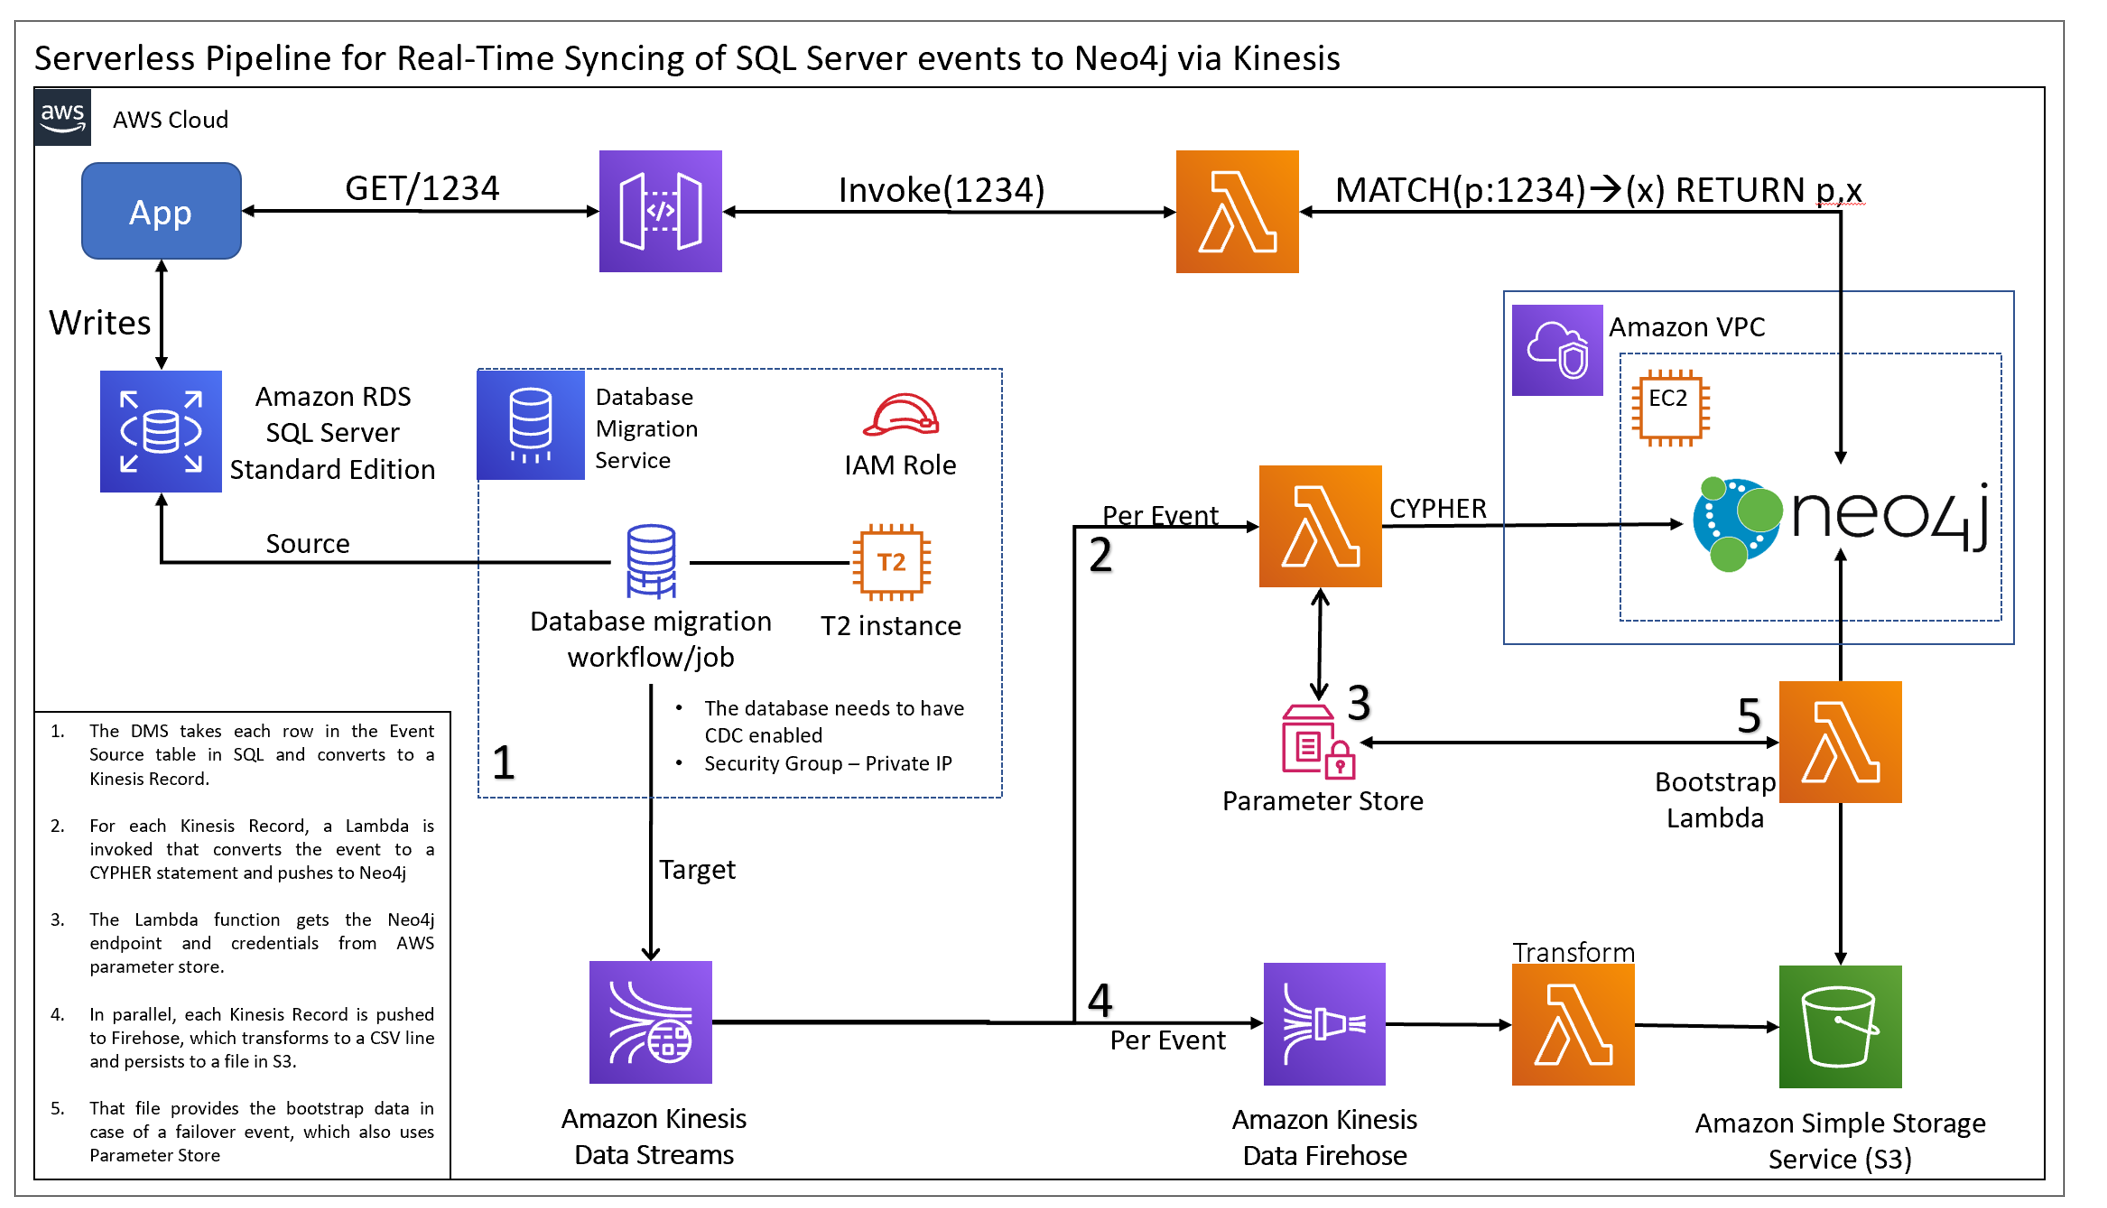 Serverless Pipeline for Real-Time Syncing of SQL Server events to Neo4j via Kinesis
aws
AWS Cloud
App
GET/1234
</>
Invoke(1234)
MATCH(p:1234)→(x) RETURN p,x
Writes
Amazon VPC
EC2
neo4j
Amazon RDS
SQL Server
Standard Edition
Database
Migration
Service
IAM Role
Source
T2
Database migration
workflow/job
T2 instance
• The database needs to have
CDC enabled
• Security Group – Private IP
1
Per Event
2
CYPHER
3
Parameter Store
5
Bootstrap
Lambda
Target
1. The DMS takes each row in the Event
Source table in SQL and converts to a
Kinesis Record.
2. For each Kinesis Record, a Lambda is
invoked that converts the event to a
CYPHER statement and pushes to Neo4j
3. The Lambda function gets the Neo4j
endpoint and credentials from AWS
parameter store.
4. In parallel, each Kinesis Record is pushed
to Firehose, which transforms to a CSV line
and persists to a file in S3.
5. That file provides the bootstrap data in
case of a failover event, which also uses
Parameter Store
4
Per Event
Transform
Amazon Kinesis
Data Streams
Amazon Kinesis
Data Firehose
Amazon Simple Storage
Service (S3)